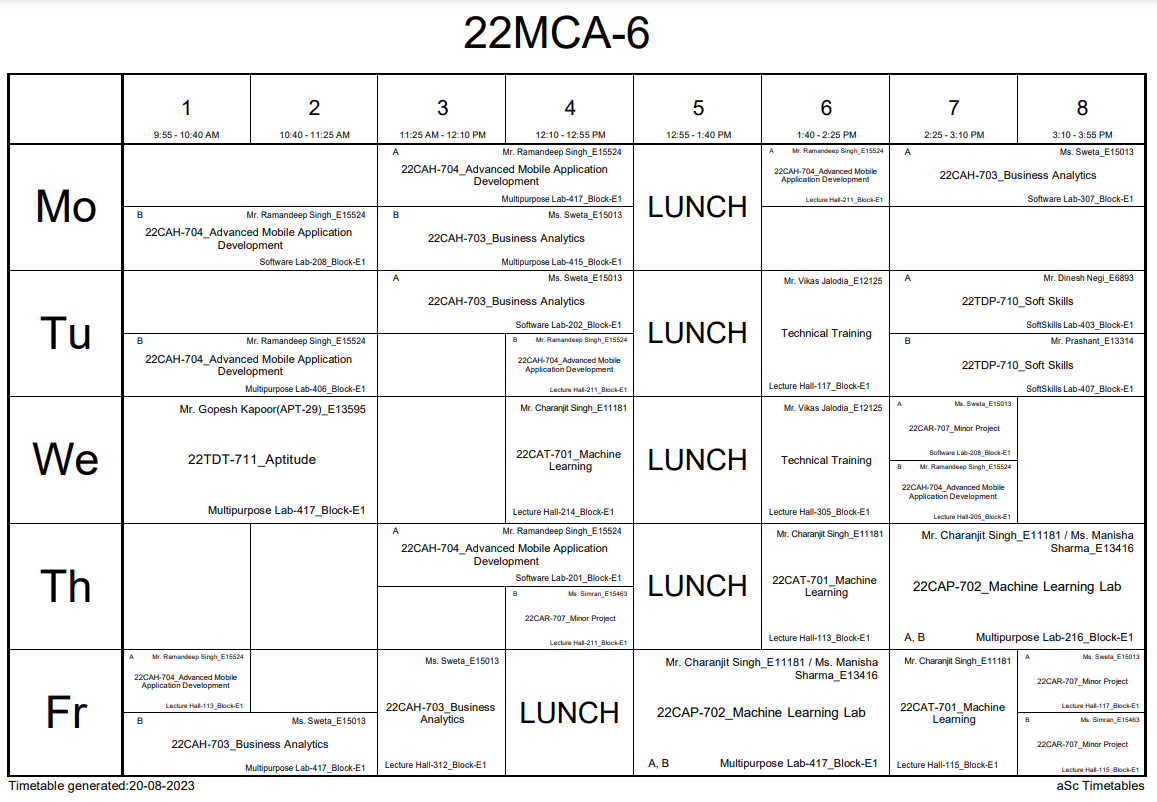 22MCA-6
1 2 3 4 5 6 7 8
9:55 - 10:40 AM 10:40 - 11:25 AM 11:25 AM - 12:10 PM 12:10 - 12:55 PM 12:55 - 1:40 PM 1:40 - 2:25 PM 2:25 - 3:10 PM 3:10 - 3:55 PM
Mo
A Mr. Ramandeep Singh_E15524
22CAH-704_Advanced Mobile Application
Development
Multipurpose Lab-417_Block-E1
B Mr. Ramandeep Singh_E15524
22CAH-704_Advanced Mobile Application
Development
Software Lab-208_Block-E1
B Ms. Sweta_E15013
22CAH-703_Business Analytics
Multipurpose Lab-415_Block-E1
LUNCH
A Mr. Ramandeep Singh_E15524
22CAH-704_Advanced Mobile
Application Development
Lecture Hall-211_Block-E1
A Ms. Sweta_E15013
22CAH-703_Business Analytics
Software Lab-307_Block-E1
Tu
A Ms. Sweta_E15013
22CAH-703_Business Analytics
Software Lab-202_Block-E1
B Mr. Ramandeep Singh_E15524
22CAH-704_Advanced Mobile Application
Development
Multipurpose Lab-406_Block-E1
B Mr. Ramandeep Singh_E15524
22CAH-704_Advanced Mobile
Application Development
Lecture Hall-211_Block-E1
LUNCH
Mr. Vikas Jalodia_E12125
Technical Training
Lecture Hall-117_Block-E1
A Mr. Dinesh Negi_E6893
22TDP-710_Soft Skills
SoftSkills Lab-403_Block-E1
B Mr. Prashant_E13314
22TDP-710_Soft Skills
SoftSkills Lab-407_Block-E1
We
Mr. Gopesh Kapoor(APT-29)_E13595
22TDT-711_Aptitude
Multipurpose Lab-417_Block-E1
Mr. Charanjit Singh_E11181
22CAT-701_Machine
Learning
Lecture Hall-214_Block-E1
LUNCH
Mr. Vikas Jalodia_E12125
Technical Training
Lecture Hall-305_Block-E1
A Ms. Sweta_E15013
22CAR-707_Minor Project
Software Lab-208_Block-E1
B Mr. Ramandeep Singh_E15524
22CAH-704_Advanced Mobile
Application Development
Lecture Hall-205_Block-E1
Th
A Mr. Ramandeep Singh_E15524
22CAH-704_Advanced Mobile Application
Development
Software Lab-201_Block-E1
B Ms. Simran_E15463
22CAR-707_Minor Project
Lecture Hall-211_Block-E1
LUNCH
Mr. Charanjit Singh_E11181
22CAT-701_Machine
Learning
Lecture Hall-113_Block-E1
Mr. Charanjit Singh_E11181 / Ms. Manisha
Sharma_E13416
22CAP-702_Machine Learning Lab
A, B Multipurpose Lab-216_Block-E1
Fr
A Mr. Ramandeep Singh_E15524
22CAH-704_Advanced Mobile
Application Development
Lecture Hall-113_Block-E1
B Ms. Sweta_E15013
22CAH-703_Business Analytics
Multipurpose Lab-417_Block-E1
Ms. Sweta_E15013
22CAH-703_Business
Analytics
Lecture Hall-312_Block-E1
LUNCH
Mr. Charanjit Singh_E11181 / Ms. Manisha
Sharma_E13416
22CAP-702_Machine Learning Lab
A, B Multipurpose Lab-417_Block-E1
Mr. Charanjit Singh_E11181
22CAT-701_Machine
Learning
Lecture Hall-115_Block-E1
A Ms. Sweta_E15013
22CAR-707_Minor Project
Lecture Hall-117_Block-E1
B Ms. Simran_E15463
22CAR-707_Minor Project
Lecture Hall-115_Block-E1
Timetable generated:20-08-2023 aSc Timetables